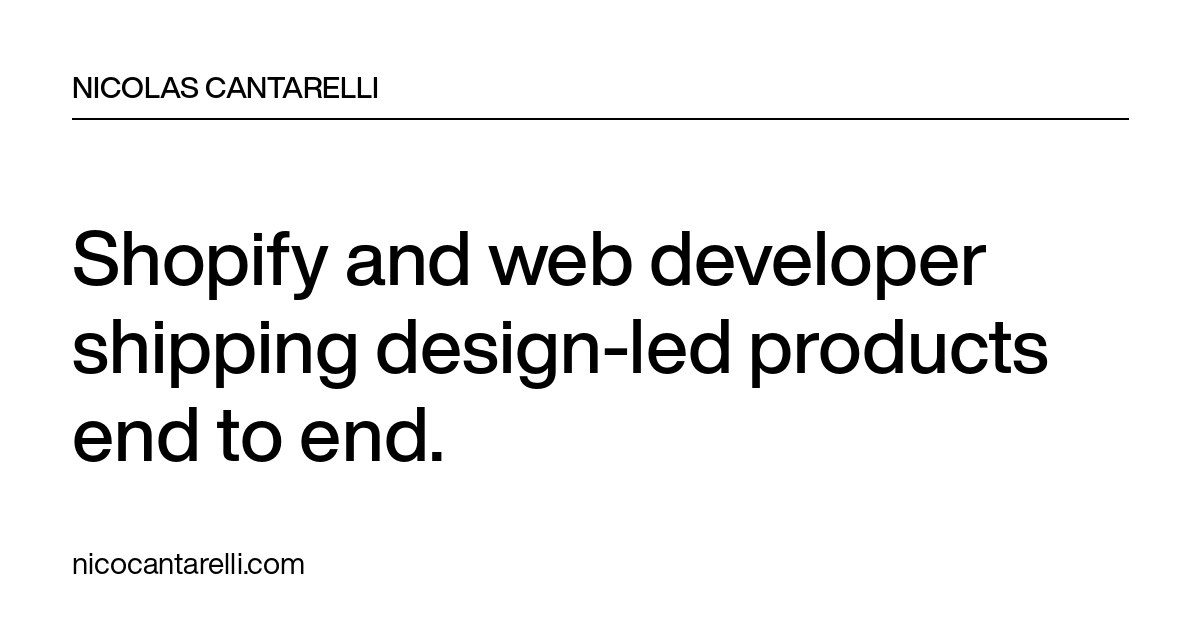 NICOLAS CANTARELLI
Shopify and web developer
shipping design-led products
end to end.
nicocantarelli.com